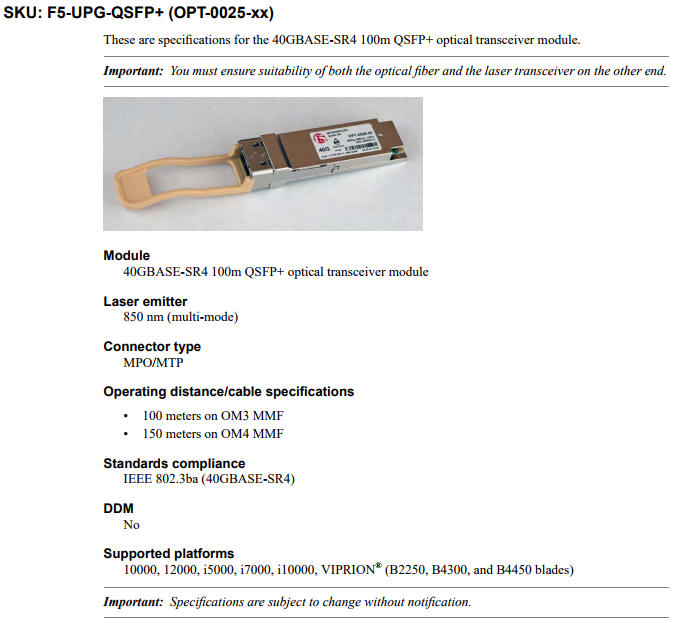 SKU: F5-UPG-QSFP+ (OPT-0025-xx)
These are specifications for the 40GBASE-SR4 100m QSFP+ optical transceiver module.
Important: You must ensure suitability of both the optical fiber and the laser transceiver on the other end.
40G
Module
40GBASE-SR4 100m QSFP+ optical transceiver module
Laser emitter
850 nm (multi-mode)
Connector type
MPO/MTP
Operating distance/cable specifications
• 100 meters on OM3 MMF
• 150 meters on OM4 MMF
Standards compliance
IEEE 802.3ba (40GBASE-SR4)
DDM
No
Supported platforms
10000, 12000, i5000, i7000, i10000, VIPRION® (B2250, B4300, and B4450 blades)
Important: Specifications are subject to change without notification.